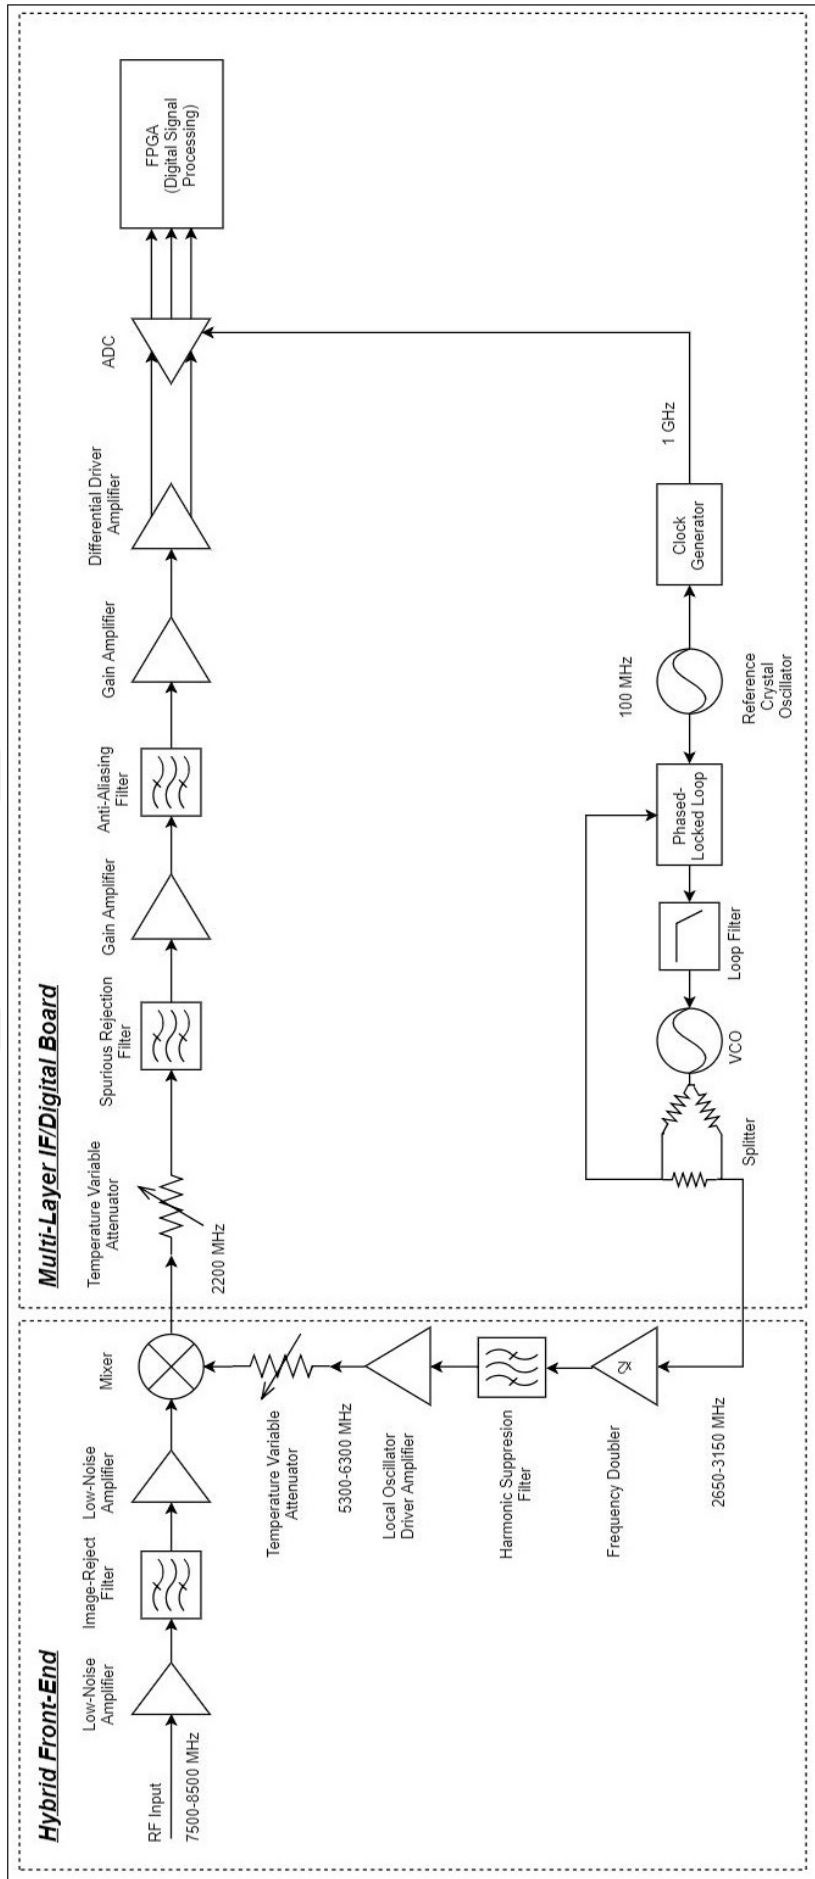 Hybrid Front-End
RF Input
7500-8500 MHz
Low-Noise
Amplifier
Image-Reject
Filter
Low-Noise
Amplifier
Mixer
Temperature Variable
Attenuator
5300-6300 MHz
Local Oscillator
Driver Amplifier
Harmonic Suppresion
Filter
x2
Frequency Doubler
2650-3150 MHz
Multi-Layer IF/Digital Board
Temperature Variable
Attenuator
2200 MHz
Spurious Rejection
Filter
Gain Amplifier
Anti-Aliasing
Filter
Gain Amplifier
Differential Driver
Amplifier
ADC
FPGA
(Digital Signal
Processing)
Splitter
VCO
Loop Filter
Phased-
Locked Loop
100 MHz
Reference
Crystal
Oscillator
Clock
Generator
1 GHz